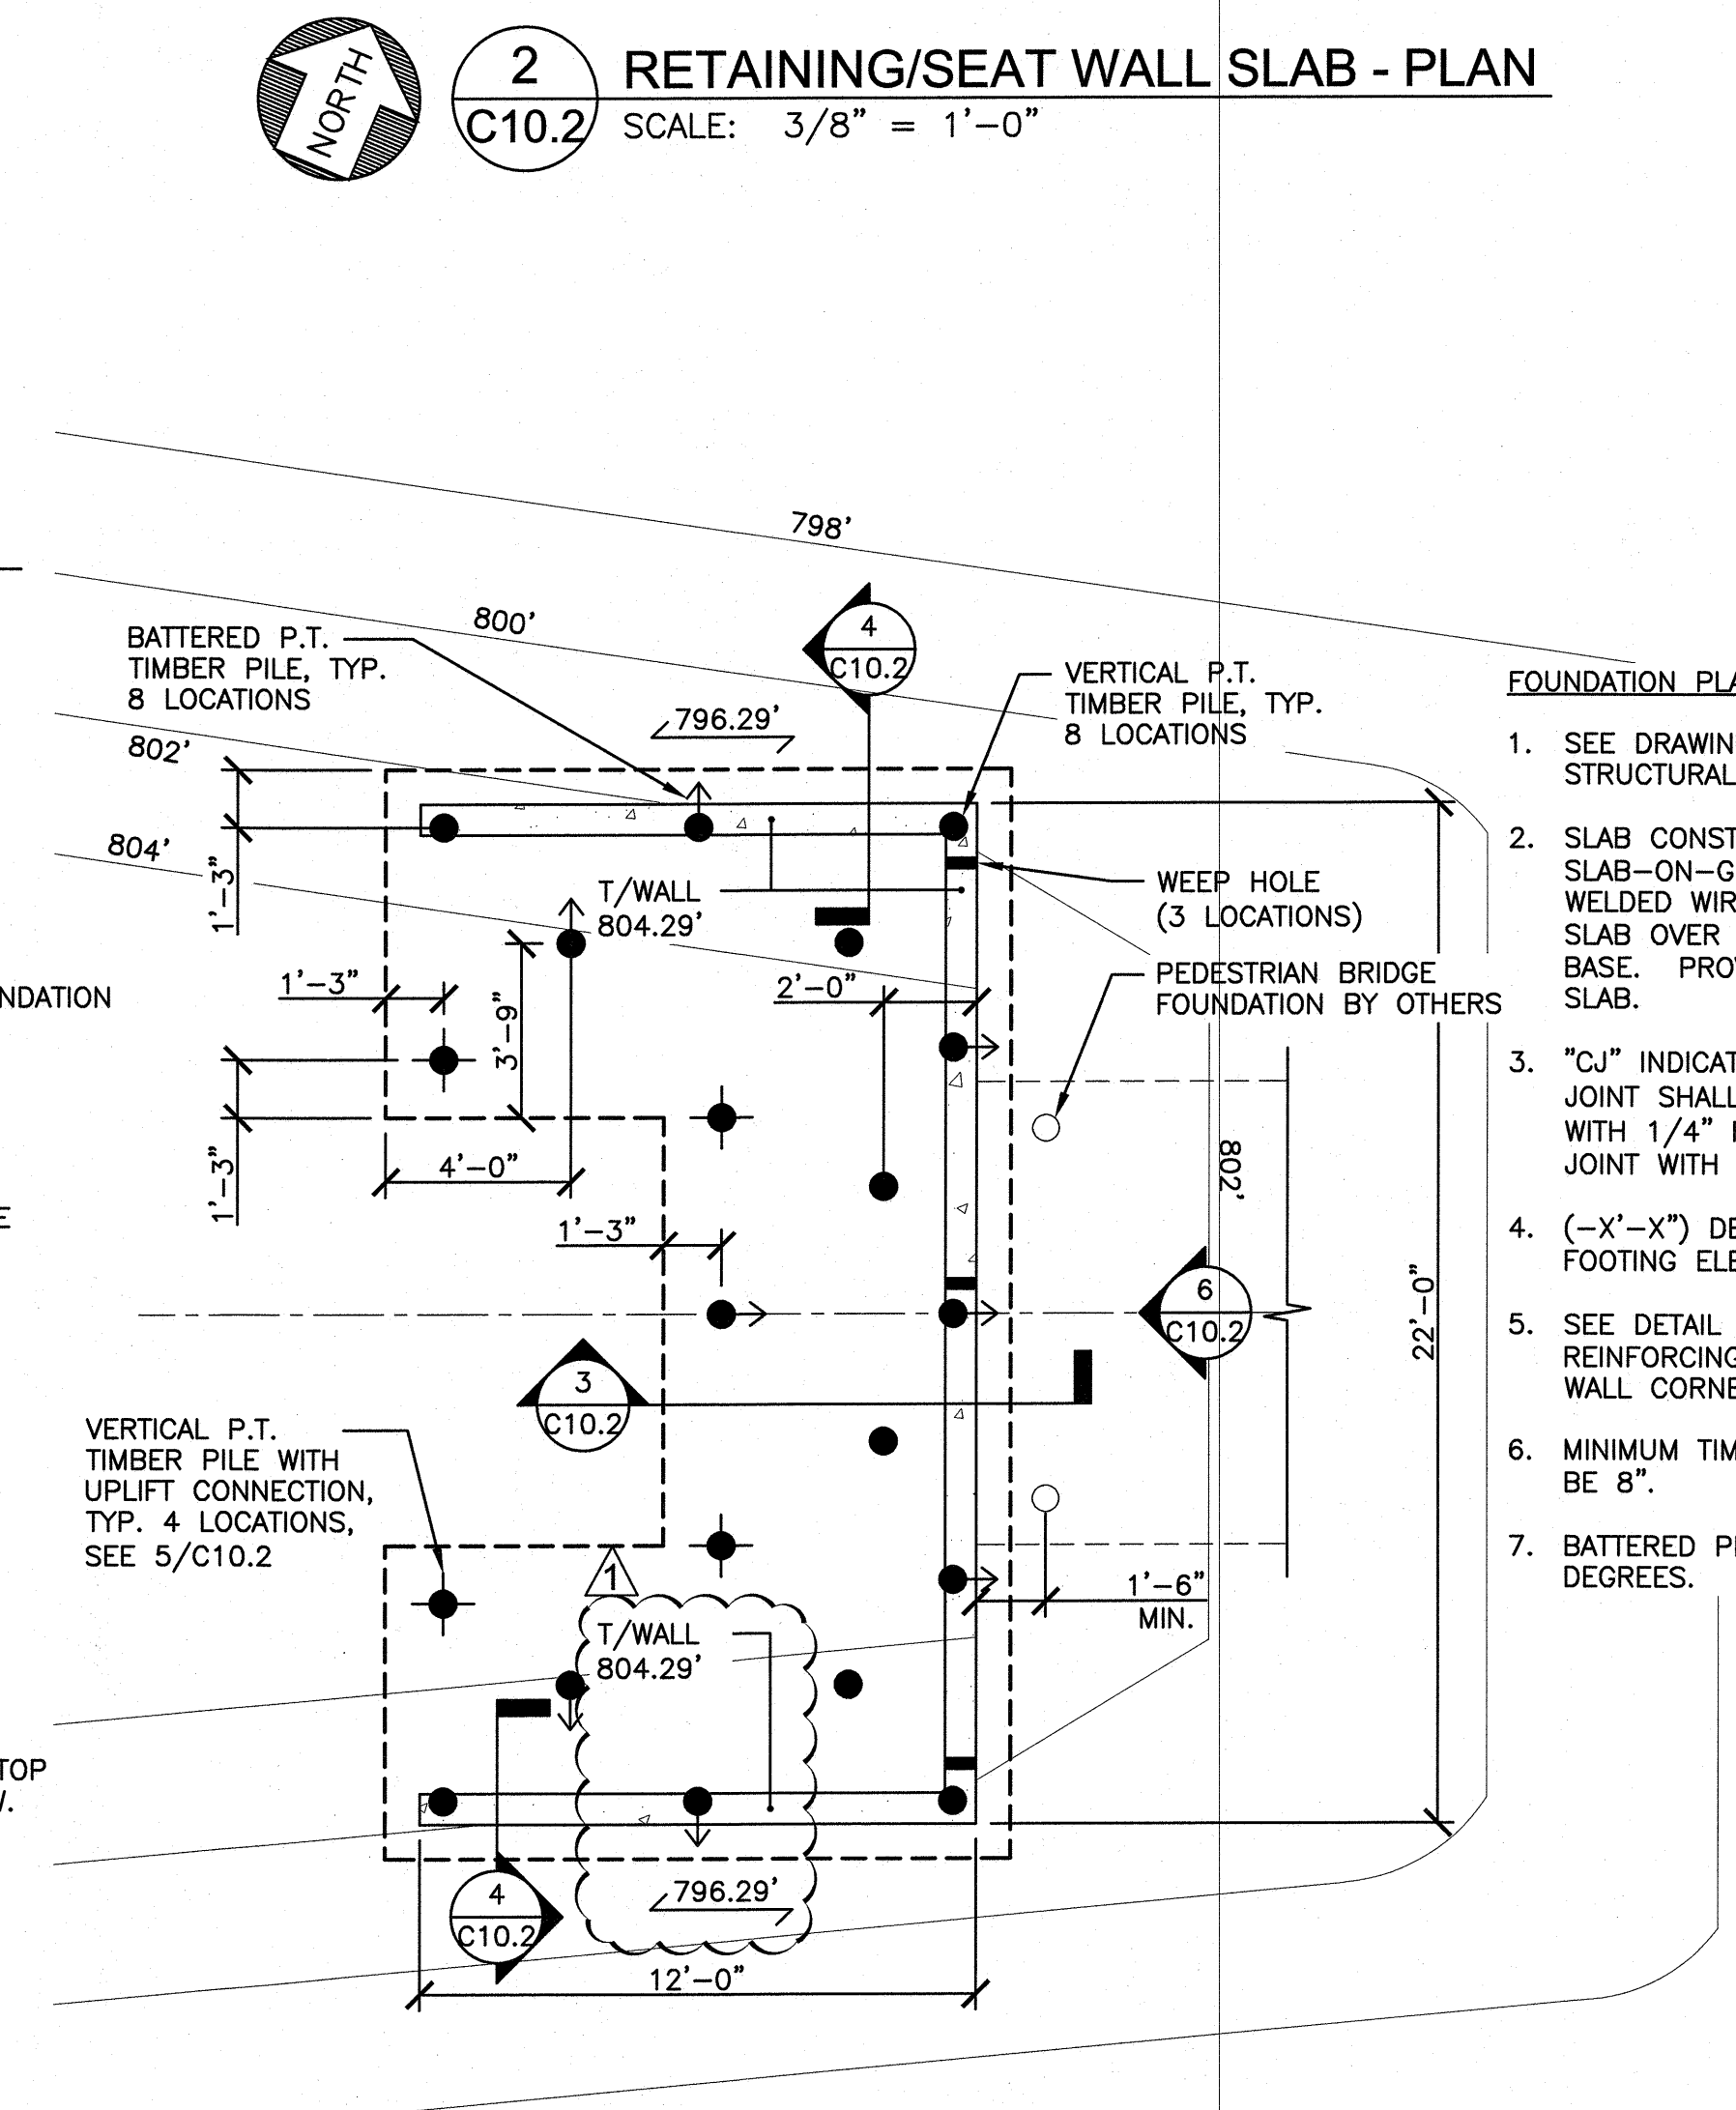 NORTH
2
C10.2
RETAINING/SEAT WALL SLAB - PLAN
SCALE: 3/8" = 1'-0"
798'
800'
802'
804'
BATTERED P.T.
TIMBER PILE, TYP.
8 LOCATIONS
4
C10.2
796.29'
VERTICAL P.T.
TIMBER PILE, TYP.
8 LOCATIONS
1'-3"
T/WALL
804.29'
WEEP HOLE
(3 LOCATIONS)
PEDESTRIAN BRIDGE
FOUNDATION BY OTHERS
NDATION
1'-3"
3'-9"
2'-0"
1'-3"
4'-0"
1'-3"
802'
E
6
C10.2
22'-0"
3
C10.2
VERTICAL P.T.
TIMBER PILE WITH
UPLIFT CONNECTION,
TYP. 4 LOCATIONS,
SEE 5/C10.2
1
T/WALL
804.29'
1'-6"
MIN.
TOP
4
C10.2
796.29'
12'-0"
FOUNDATION PLA
1. SEE DRAWIN
STRUCTURAL
2. SLAB CONST
SLAB-ON-G
WELDED WIR
SLAB OVER
BASE. PRO
SLAB.
3. "CJ" INDICAT
JOINT SHALL
WITH 1/4"
JOINT WITH
4. (-X'-X") DE
FOOTING ELE
5. SEE DETAIL
REINFORCING
WALL CORNE
6. MINIMUM TIM
BE 8".
7. BATTERED PI
DEGREES.